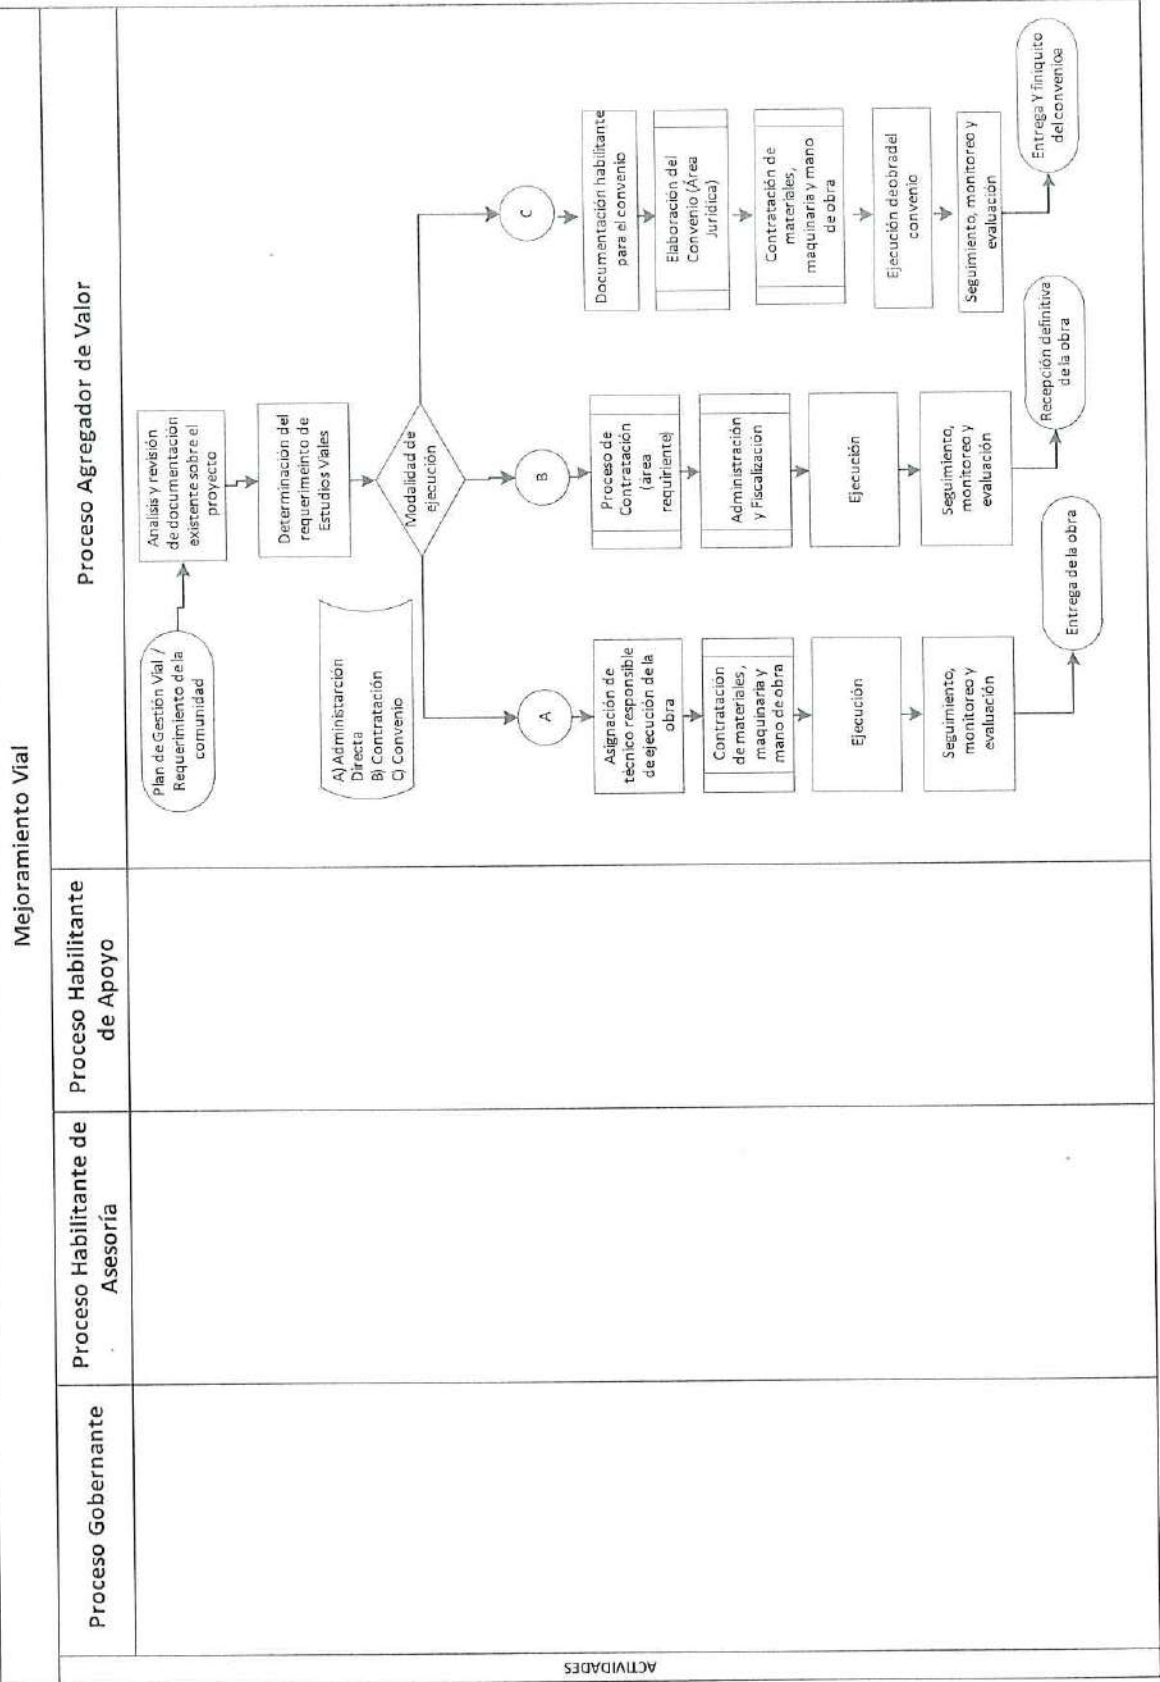 Mejoramiento Vial
Proceso Gobernante
Proceso Habilitante de
Asesoría
Proceso Habilitante
de Apoyo
Proceso Agregador de Valor
ACTIVIDADES
Plan de Gestión Vial /
Requerimiento de la
comunidad
Analisis y revisión
de documentación
existente sobre el
proyecto
Determinación del
requerimeinto de
Estudios Viales
A) Administarción
Directa
B) Contratación
C) Convenio
Modalidad de
ejecución
A
Asignación de
técnico responsible
de ejecución de la
obra
Contratación
de materiales,
maquinaria y
mano de obra
Ejecución
Seguimiento,
monitoreo y
evaluación
Entrega de la obra
B
Proceso de
Contratación
(área
requiriente)
Administración
y Fiscalización
Ejecución
Seguimiento,
monitoreo y
evaluación
Recepción definitiva
de la obra
C
Documentación habilitante
para el convenio
Elaboración del
Convenio (Área
Jurídica)
Contratación de
materiales,
maquinaria y mano
de obra
Ejecución deobradel
convenio
Seguimiento, monitoreo y
evaluación
Entrega Y finiquito
del convenioe